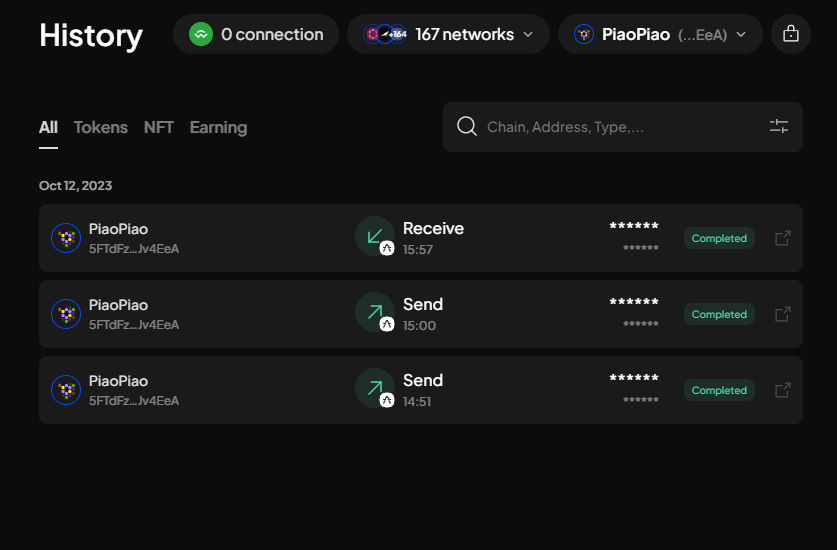 History
0 connection
+164 167 networks
PiaoPiao (...EeA)
All Tokens NFT Earning
Chain, Address, Type,...
Oct 12, 2023
PiaoPiao
5FTdFz...Jv4EeA
Receive
15:57
******
******
Completed
PiaoPiao
5FTdFz...Jv4EeA
Send
15:00
******
******
Completed
PiaoPiao
5FTdFz...Jv4EeA
Send
14:51
******
******
Completed